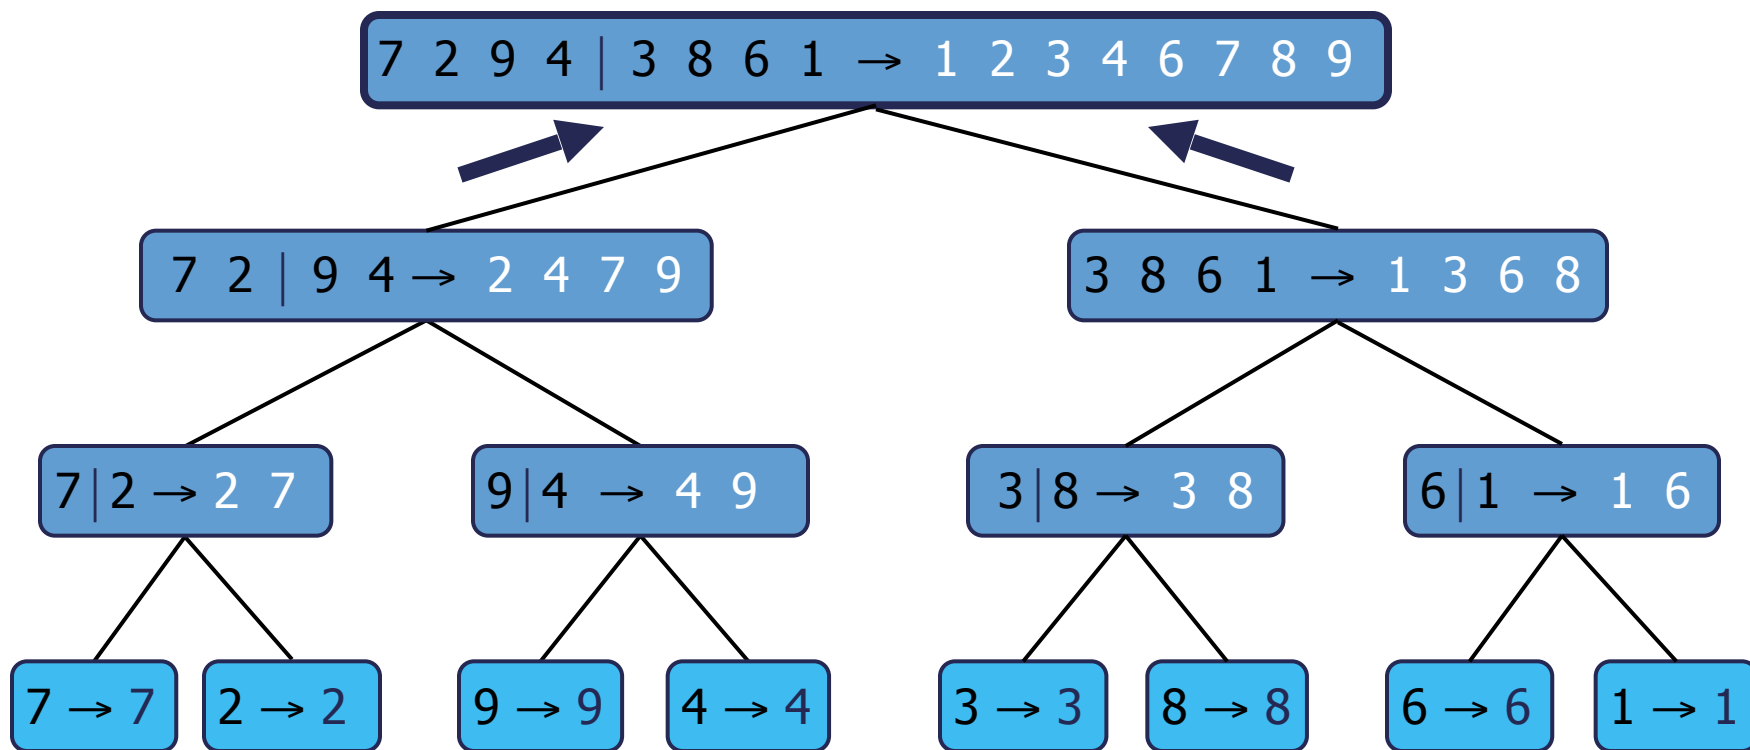 7 2 9 4 | 3 8 6 1 → 1 2 3 4 6 7 8 9
7 2 | 9 4 → 2 4 7 9
3 8 6 1 → 1 3 6 8
7 | 2 → 2 7
9 | 4 → 4 9
3 | 8 → 3 8
6 | 1 → 1 6
7 → 7
2 → 2
9 → 9
4 → 4
3 → 3
8 → 8
6 → 6
1 → 1